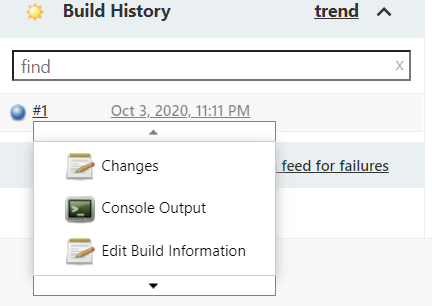 Build History trend
find x
#1 Oct 3, 2020, 11:11 PM
Changes
feed for failures
Console Output
Edit Build Information